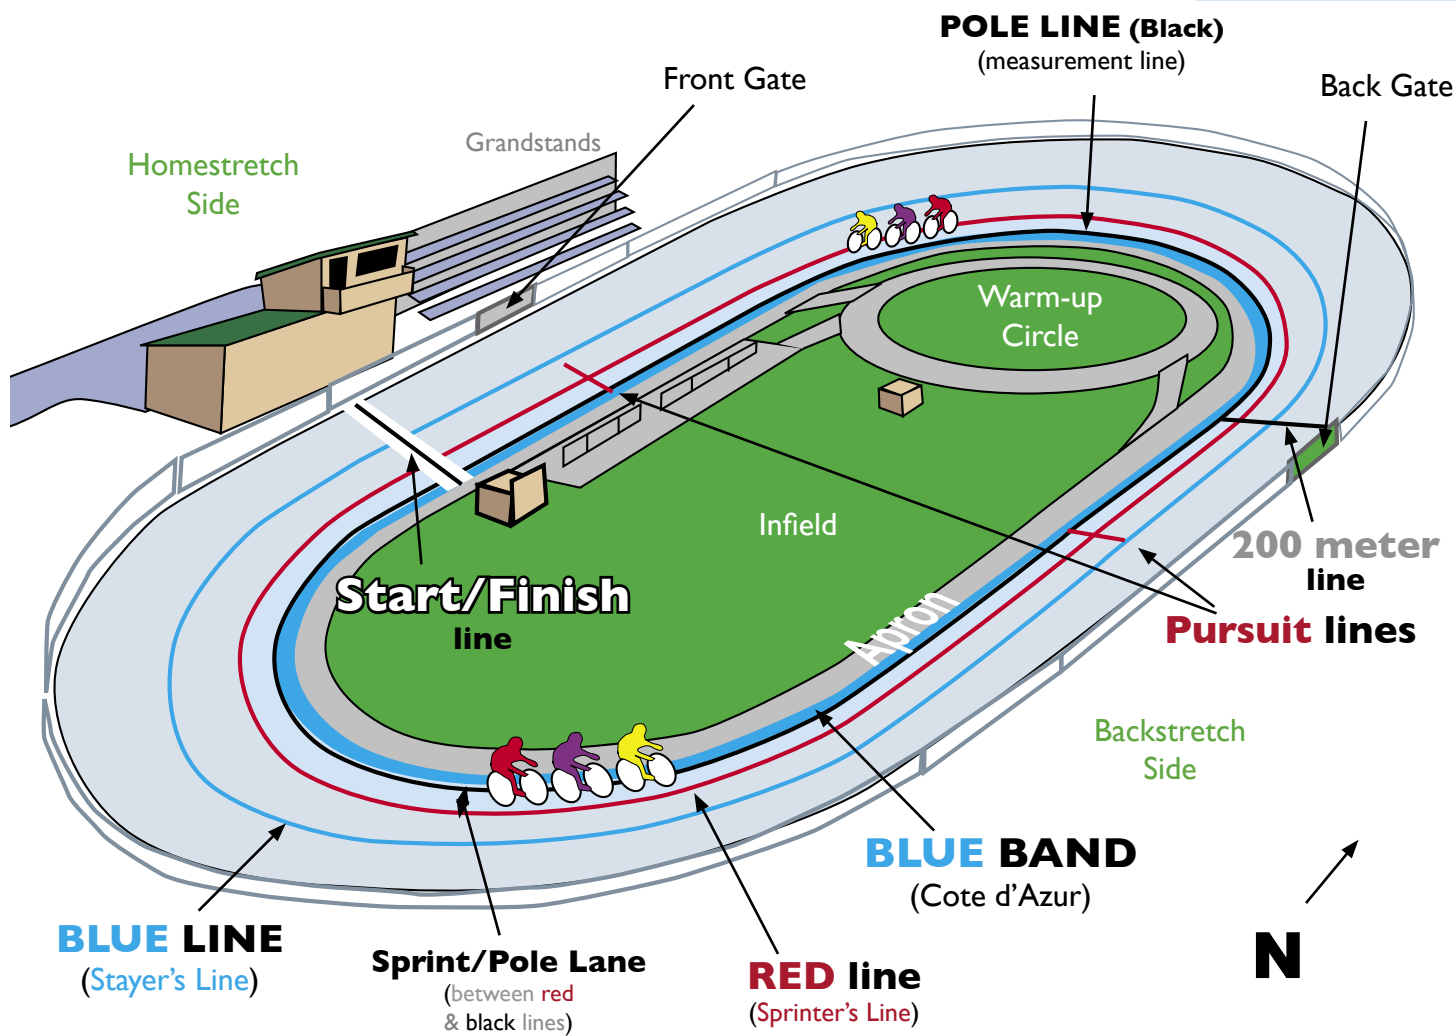 POLE LINE (Black)
(measurement line)
Front Gate
Back Gate
Grandstands
Homestretch
Side
Warm-up
Circle
Infield
200 meter
line
Start/Finish
line
Apron
Pursuit lines
Backstretch
Side
BLUE BAND
(Cote d’Azur)
BLUE LINE
(Stayer’s Line)
Sprint/Pole Lane
(between red
& black lines)
RED line
(Sprinter’s Line)
N